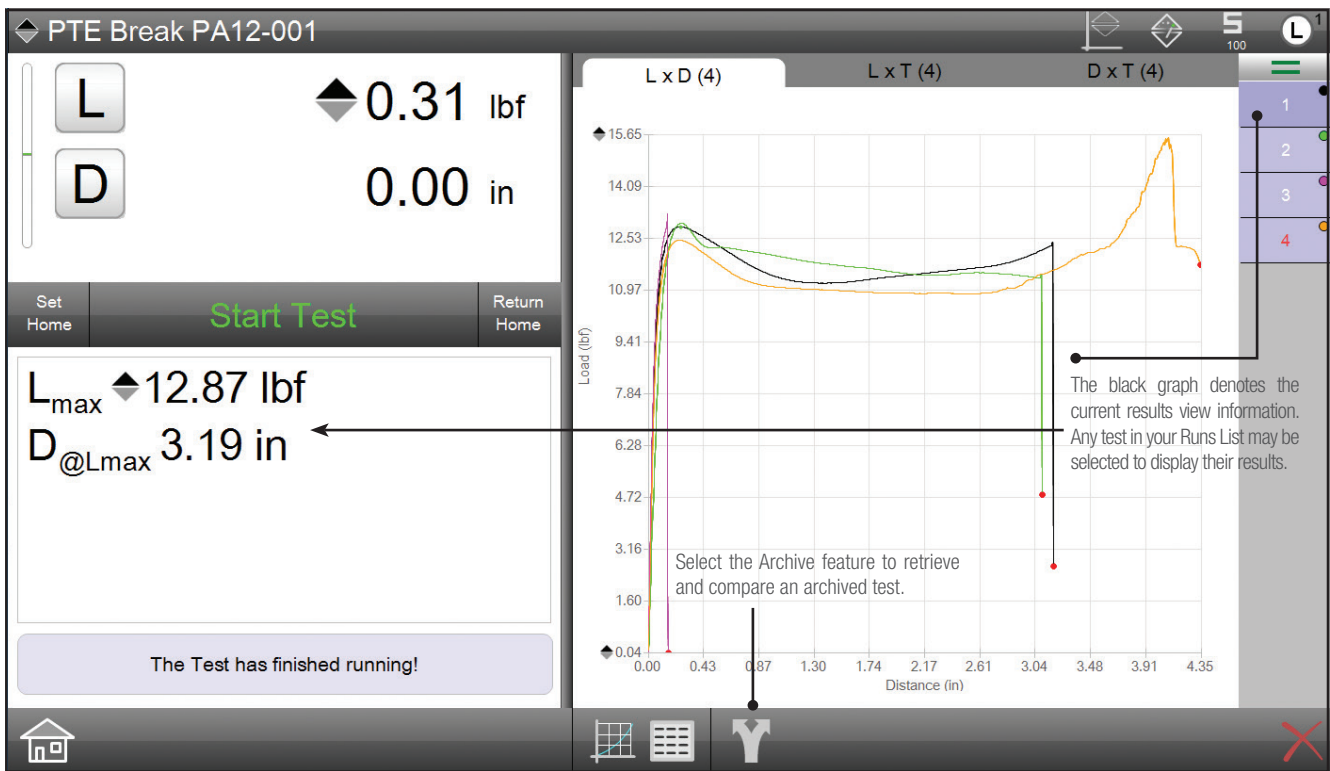 PTE Break PA12-001
5
100
L 1
L 0.31 lbf
D 0.00 in
Set
Home
Start Test
Return
Home
Lmax 12.87 lbf
D@Lmax 3.19 in
The Test has finished running!
L x D (4)
L x T (4)
D x T (4)
15.65
14.09
12.53
10.97
9.41
7.84
6.28
4.72
3.16
1.60
0.04
Load (lbf)
0.00 0.43 0.87 1.30 1.74 2.17 2.61 3.04 3.48 3.91 4.35
Distance (in)
The black graph denotes the
current results view information.
Any test in your Runs List may be
selected to display their results.
Select the Archive feature to retrieve
and compare an archived test.
1
2
3
4